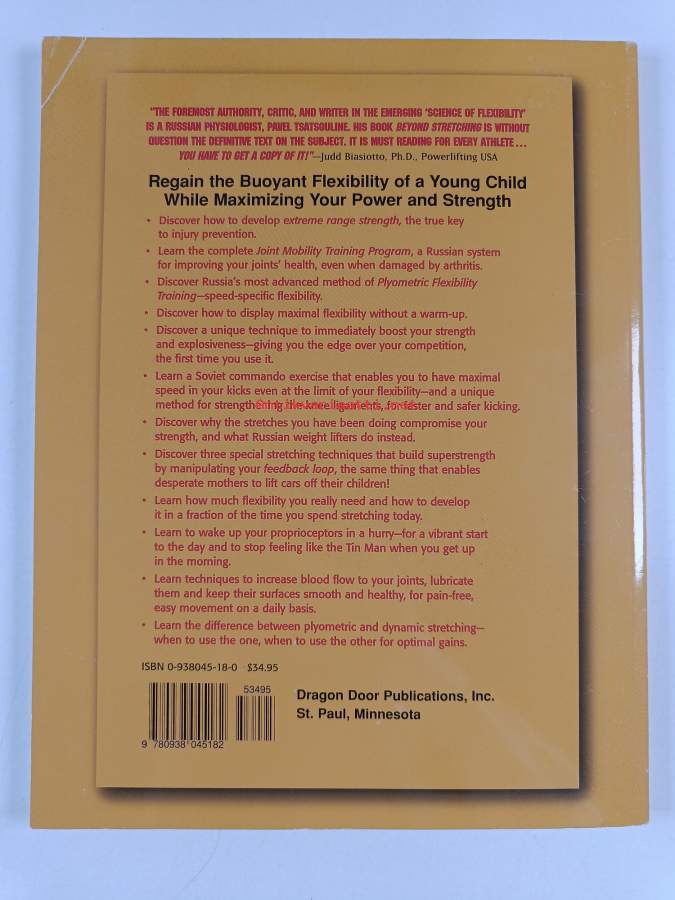 "THE FOREMOST AUTHORITY, CRITIC, AND WRITER IN THE EMERGING 'SCIENCE OF FLEXIBILITY'
IS A RUSSIAN PHYSIOLOGIST, PAVEL TSATSOULINE. HIS BOOK BEYOND STRETCHING IS WITHOUT
QUESTION THE DEFINITIVE TEXT ON THE SUBJECT. IT IS MUST READING FOR EVERY ATHLETE...
YOU HAVE TO GET A COPY OF IT!"—Judd Biasiotto, Ph.D., Powerlifting USA
Regain the Buoyant Flexibility of a Young Child
While Maximizing Your Power and Strength
• Discover how to develop extreme range strength, the true key
to injury prevention.
• Learn the complete Joint Mobility Training Program, a Russian system
for improving your joints' health, even when damaged by arthritis.
• Discover Russia's most advanced method of Plyometric Flexibility
Training—speed-specific flexibility.
• Discover how to display maximal flexibility without a warm-up.
• Discover a unique technique to immediately boost your strength
and explosiveness—giving you the edge over your competition,
the first time you use it.
• Learn a Soviet commando exercise that enables you to have maximal
speed in your kicks even at the limit of your flexibility—and a unique
method for strengthening the knee ligaments, for faster and safer kicking.
• Discover why the stretches you have been doing compromise your
strength, and what Russian weight lifters do instead.
• Discover three special stretching techniques that build superstrength
by manipulating your feedback loop, the same thing that enables
desperate mothers to lift cars off their children!
• Learn how much flexibility you really need and how to develop
it in a fraction of the time you spend stretching today.
• Learn to wake up your proprioceptors in a hurry—for a vibrant start
to the day and to stop feeling like the Tin Man when you get up
in the morning.
• Learn techniques to increase blood flow to your joints, lubricate
them and keep their surfaces smooth and healthy, for pain-free,
easy movement on a daily basis.
• Learn the difference between plyometric and dynamic stretching—
when to use the one, when to use the other for optimal gains.
ISBN 0-938045-18-0 $34.95
53495
9 780938 045182
Dragon Door Publications, Inc.
St. Paul, Minnesota